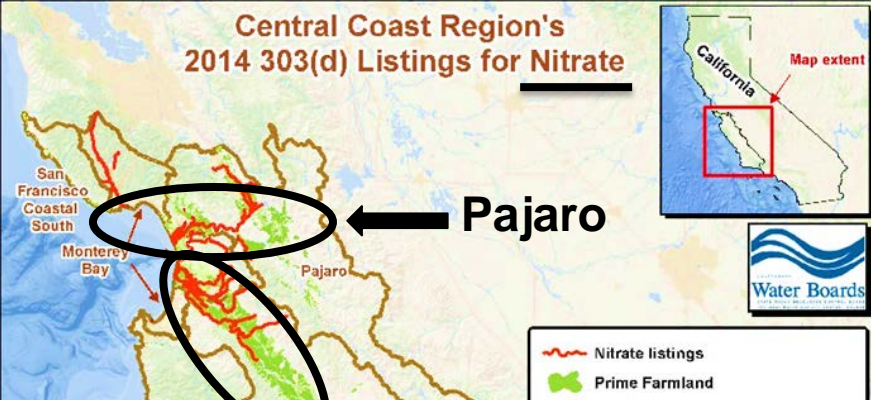 Central Coast Region's
2014 303(d) Listings for Nitrate
California
Map extent
San
Francisco
Coastal
South
Pajaro
Monterey
Bay
Pajaro
Water Boards
Nitrate listings
Prime Farmland